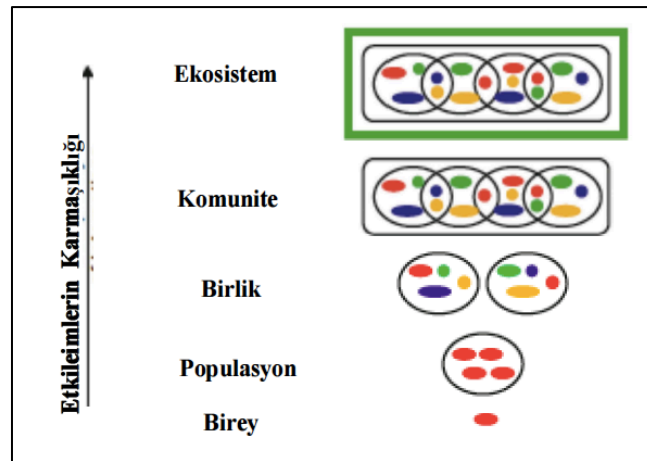 Ekosistem
Komunite
Birlik
Populasyon
Birey
Etkileimlerin Karmaşıklığı